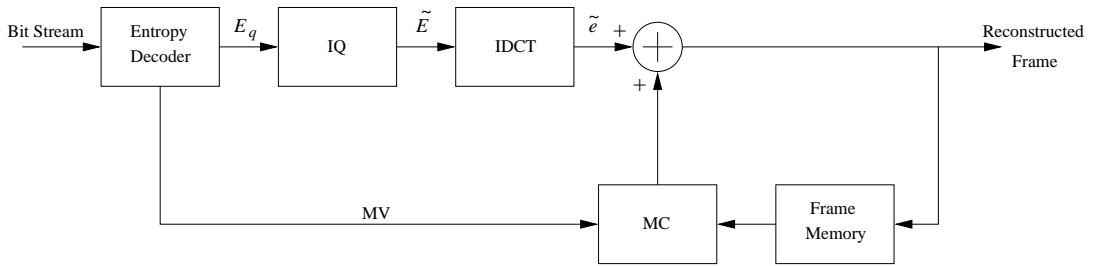 Bit Stream
Entropy
Decoder
E_q
IQ
Ẽ
IDCT
ẽ
+
+
Reconstructed
Frame
MV
MC
Frame
Memory